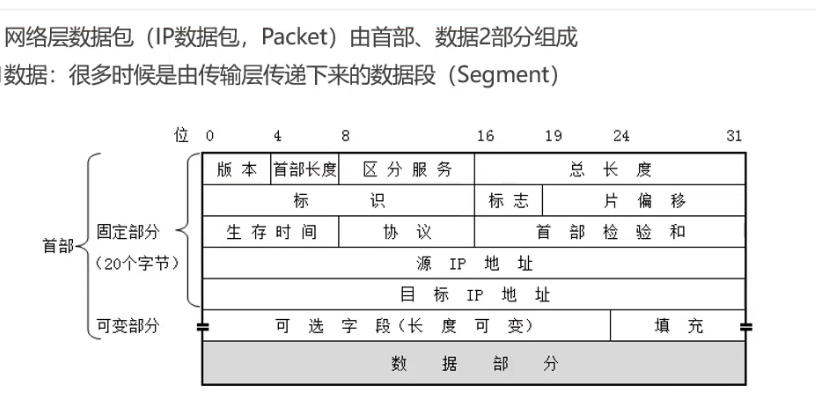 网络层数据包（IP数据包，Packet）由首部、数据2部分组成
数据：很多时候是由传输层传递下来的数据段（Segment）
位 0 4 8 16 19 24 31
版本 首部长度 区分服务 总长度
标识 标志 片偏移
首部 固定部分 生存时间 协议 首部检验和
（20个字节） 源IP地址
目标IP地址
可变部分 可选字段（长度可变） 填充
数据部分